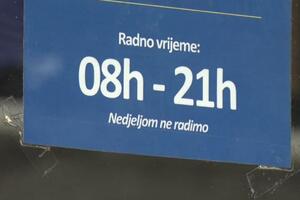 Radno vrijeme:
08h - 21h
Nedjeljom ne radimo